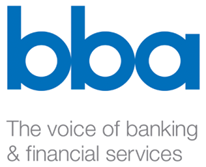 bba
The voice of banking
& financial services